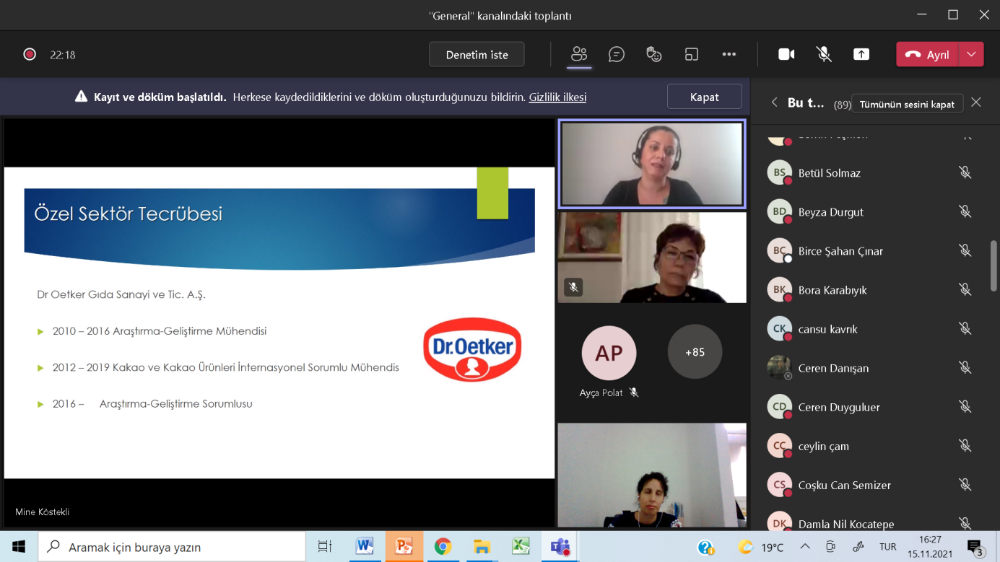 "General" kanalındaki toplantı
22:18
Denetim iste
Ayrıl
Kayıt ve döküm başlatıldı. Herkese kaydedildiklerini ve döküm oluşturduğunuzu bildirin. Gizlilik ilkesi
Kapat
Bu t... (89) Tümünün sesini kapat
Özel Sektör Tecrübesi
Dr Oetker Gıda Sanayi ve Tic. A.Ş.
2010 – 2016 Araştırma-Geliştirme Mühendisi
2012 – 2019 Kakao ve Kakao Ürünleri İnternasyonel Sorumlu Mühendis
2016 – Araştırma-Geliştirme Sorumlusu
Dr.Oetker
Mine Köstekli
AP
Ayça Polat
+85
BS Betül Solmaz
BD Beyza Durgut
BÇ Birce Şahan Çınar
BK Bora Karabıyık
CK cansu kavrık
Ceren Danışan
CD Ceren Duyguluer
CC ceylin çam
CS Coşku Can Semizer
DK Damla Nil Kocatepe
Aramak için buraya yazın
19°C
TUR
16:27
15.11.2021
3